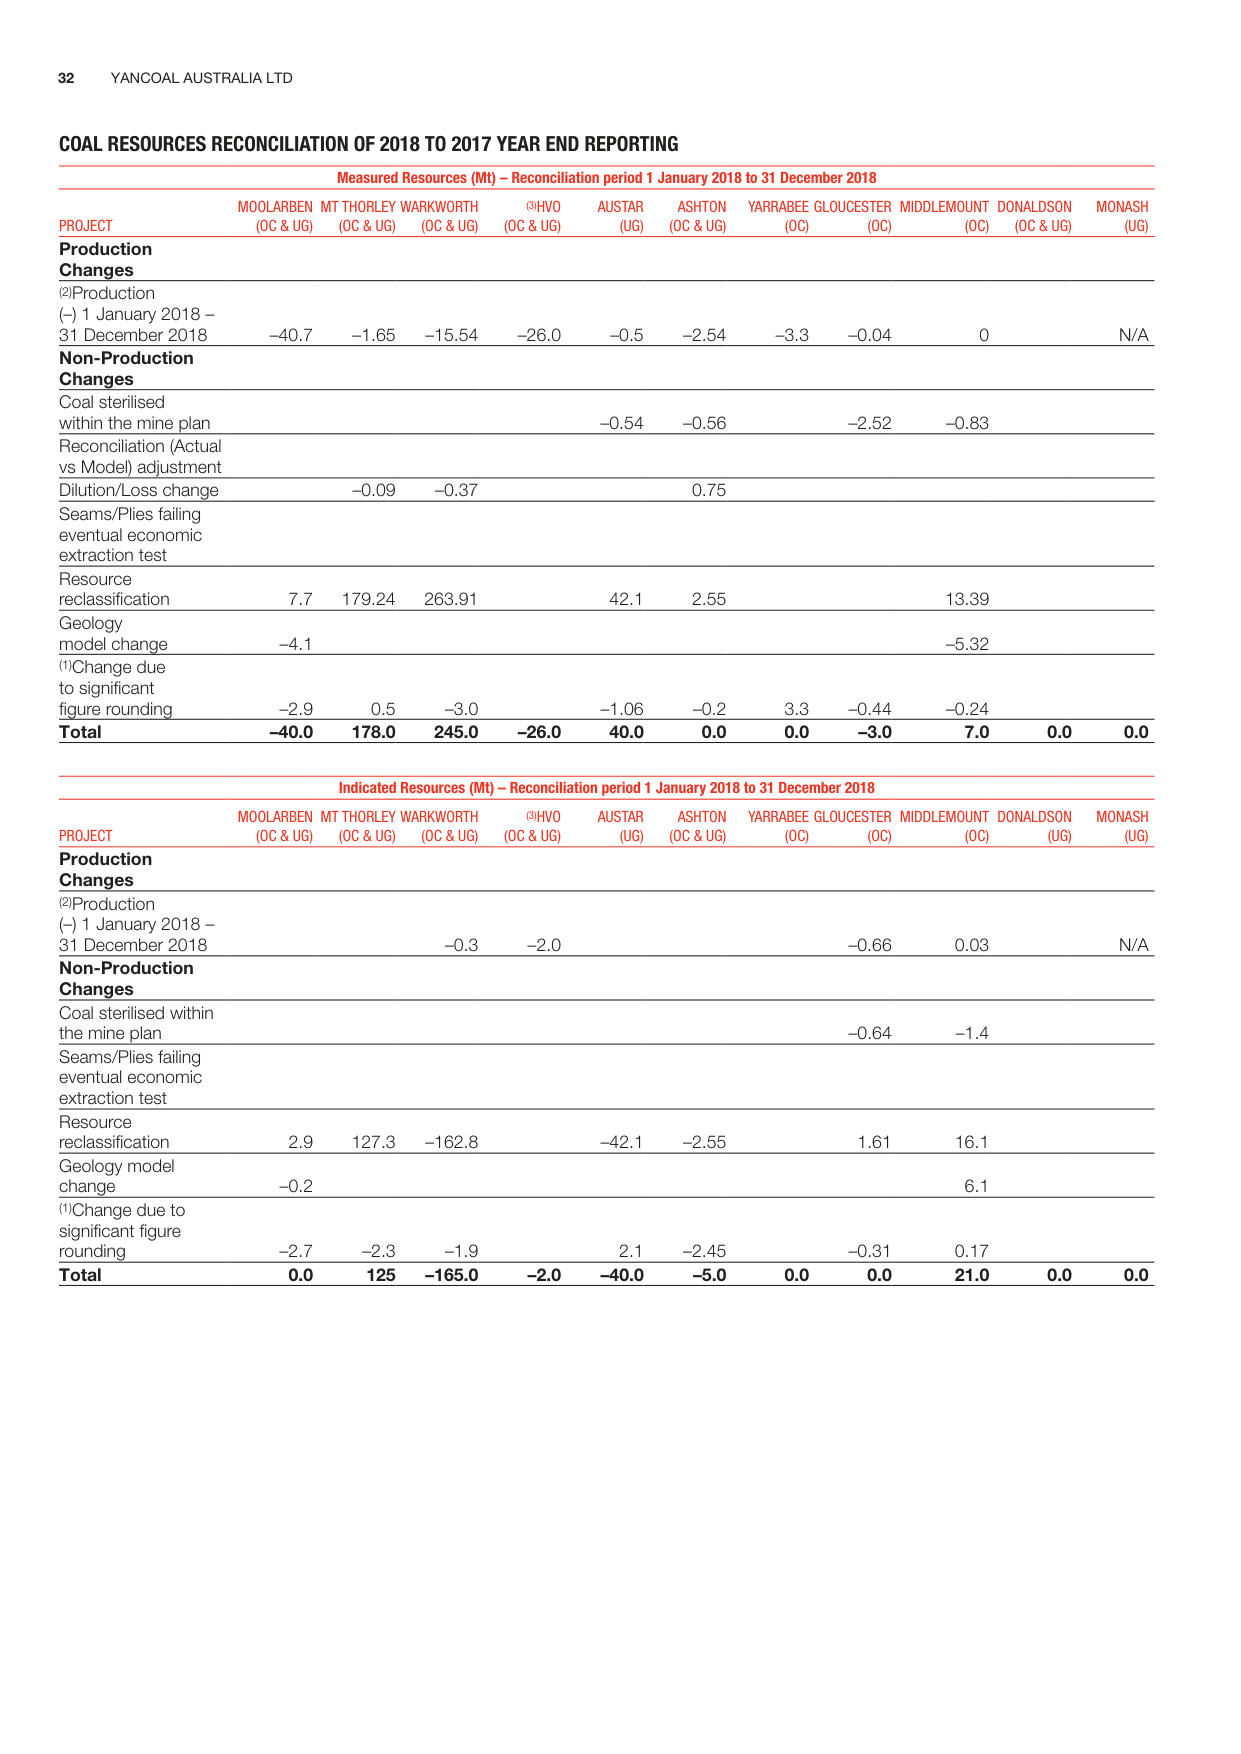 32 YANCOAL AUSTRALIA LTD
COAL RESOURCES RECONCILIATION OF 2018 TO 2017 YEAR END REPORTING
Measured Resources (Mt) – Reconciliation period 1 January 2018 to 31 December 2018
MOOLARBEN MT THORLEY WARKWORTH (3)HVO AUSTAR ASHTON YARRABEE GLOUCESTER MIDDLEMOUNT DONALDSON MONASH
PROJECT (OC & UG) (OC & UG) (OC & UG) (OC & UG) (UG) (OC & UG) (OC) (OC) (OC) (OC & UG) (UG)
Production
Changes
(2)Production
(–) 1 January 2018 –
31 December 2018 –40.7 –1.65 –15.54 –26.0 –0.5 –2.54 –3.3 –0.04 0 N/A
Non-Production
Changes
Coal sterilised
within the mine plan –0.54 –0.56 –2.52 –0.83
Reconciliation (Actual
vs Model) adjustment
Dilution/Loss change –0.09 –0.37 0.75
Seams/Plies failing
eventual economic
extraction test
Resource
reclassification 7.7 179.24 263.91 42.1 2.55 13.39
Geology
model change –4.1 –5.32
(1)Change due
to significant
figure rounding –2.9 0.5 –3.0 –1.06 –0.2 3.3 –0.44 –0.24
Total –40.0 178.0 245.0 –26.0 40.0 0.0 0.0 –3.0 7.0 0.0 0.0
Indicated Resources (Mt) – Reconciliation period 1 January 2018 to 31 December 2018
MOOLARBEN MT THORLEY WARKWORTH (3)HVO AUSTAR ASHTON YARRABEE GLOUCESTER MIDDLEMOUNT DONALDSON MONASH
PROJECT (OC & UG) (OC & UG) (OC & UG) (OC & UG) (UG) (OC & UG) (OC) (OC) (OC) (UG) (UG)
Production
Changes
(2)Production
(–) 1 January 2018 –
31 December 2018 –0.3 –2.0 –0.66 0.03 N/A
Non-Production
Changes
Coal sterilised within
the mine plan –0.64 –1.4
Seams/Plies failing
eventual economic
extraction test
Resource
reclassification 2.9 127.3 –162.8 –42.1 –2.55 1.61 16.1
Geology model
change –0.2 6.1
(1)Change due to
significant figure
rounding –2.7 –2.3 –1.9 2.1 –2.45 –0.31 0.17
Total 0.0 125 –165.0 –2.0 –40.0 –5.0 0.0 0.0 21.0 0.0 0.0